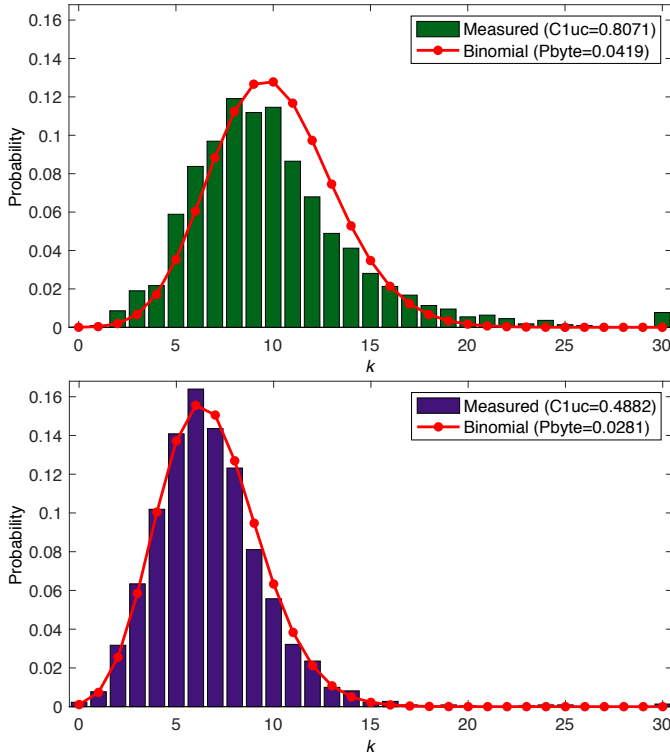 Measured (C1uc=0.8071)
Binomial (Pbyte=0.0419)
0.16
0.14
0.12
0.1
0.08
0.06
0.04
0.02
0
Probability
0 5 10 15 20 25 30
k
Measured (C1uc=0.4882)
Binomial (Pbyte=0.0281)
0.16
0.14
0.12
0.1
0.08
0.06
0.04
0.02
0
Probability
0 5 10 15 20 25 30
k